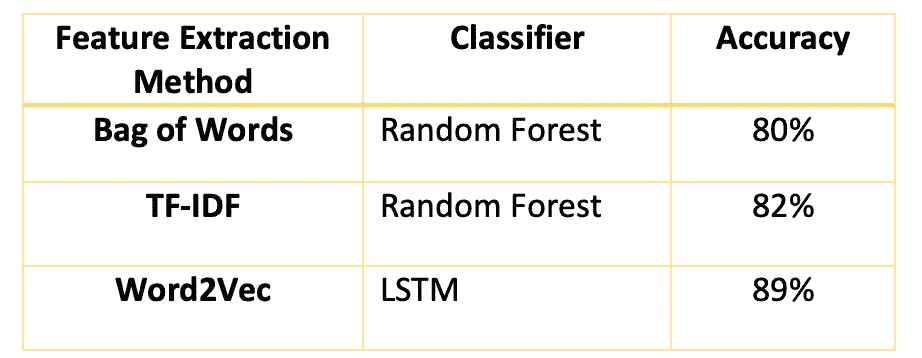 Feature Extraction Classifier Accuracy
Method
Bag of Words Random Forest 80%
TF-IDF Random Forest 82%
Word2Vec LSTM 89%